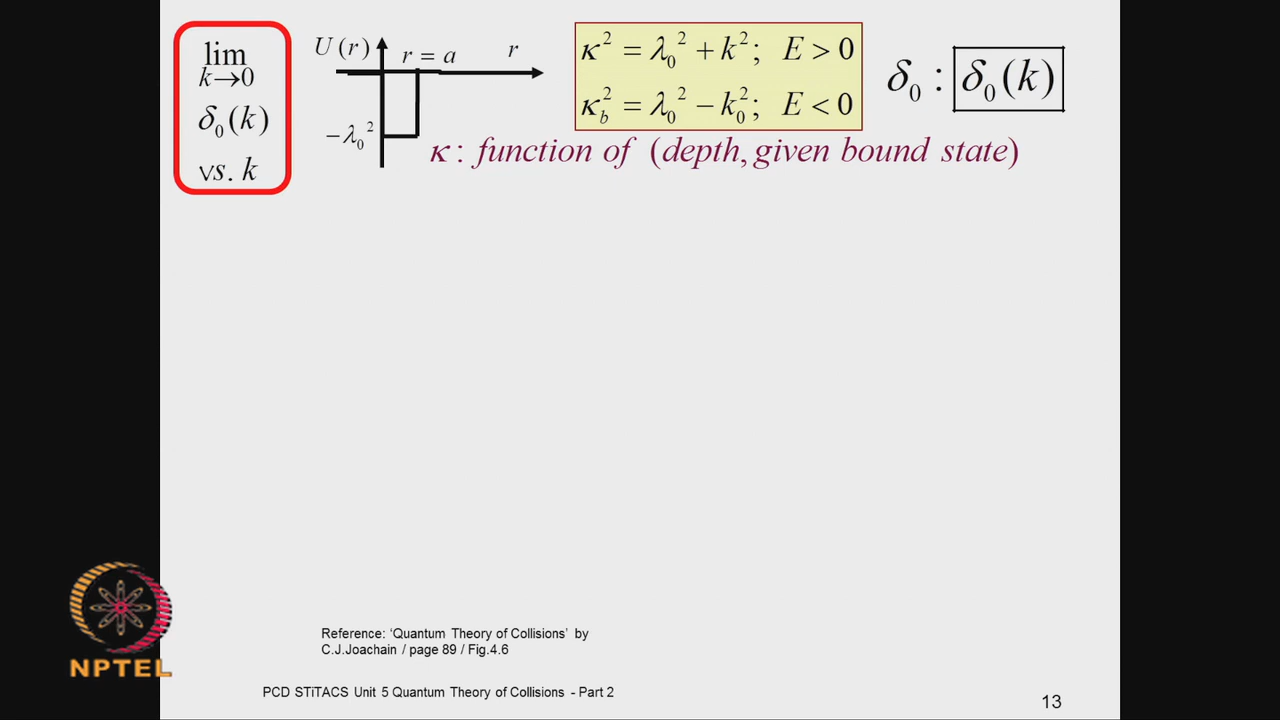 lim
k→0
δ₀(k)
vs. k
U(r)
r = a
r
−λ₀²
κ² = λ₀² + k²; E > 0
κ_b² = λ₀² − k₀²; E < 0
δ₀ : δ₀(k)
κ : function of (depth, given bound state)
Reference: ‘Quantum Theory of Collisions’ by
C.J.Joachain / page 89 / Fig.4.6
NPTEL
PCD STiTACS Unit 5 Quantum Theory of Collisions - Part 2
13